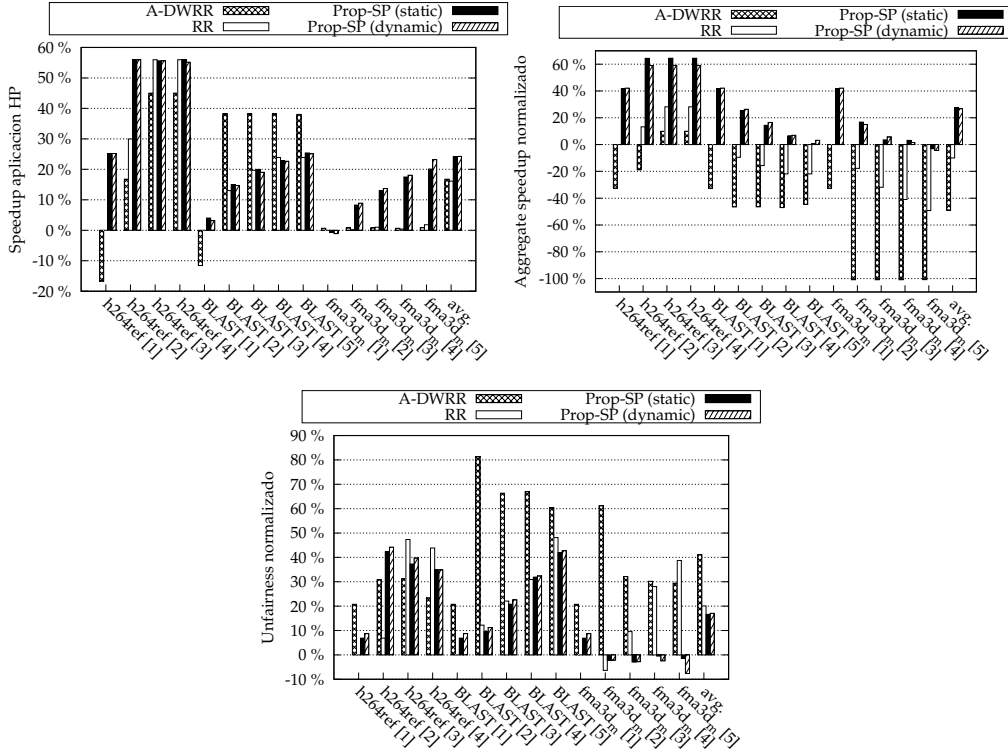 A-DWRR Prop-SP (static)
RR Prop-SP (dynamic)
Speedup aplicacion HP
60 %
50 %
40 %
30 %
20 %
10 %
0 %
-10 %
-20 %
h264ref [1]
h264ref [2]
h264ref [3]
h264ref [4]
BLAST [1]
BLAST [2]
BLAST [3]
BLAST [4]
BLAST [5]
fma3d_m [1]
fma3d_m [2]
fma3d_m [3]
fma3d_m [4]
fma3d_m [5]
avg.
A-DWRR Prop-SP (static)
RR Prop-SP (dynamic)
Aggregate speedup normalizado
60 %
40 %
20 %
0 %
-20 %
-40 %
-60 %
-80 %
-100 %
h264ref [1]
h264ref [2]
h264ref [3]
h264ref [4]
BLAST [1]
BLAST [2]
BLAST [3]
BLAST [4]
BLAST [5]
fma3d_m [1]
fma3d_m [2]
fma3d_m [3]
fma3d_m [4]
fma3d_m [5]
avg.
A-DWRR Prop-SP (static)
RR Prop-SP (dynamic)
Unfairness normalizado
90 %
80 %
70 %
60 %
50 %
40 %
30 %
20 %
10 %
0 %
-10 %
h264ref [1]
h264ref [2]
h264ref [3]
h264ref [4]
BLAST [1]
BLAST [2]
BLAST [3]
BLAST [4]
BLAST [5]
fma3d_m [1]
fma3d_m [2]
fma3d_m [3]
fma3d_m [4]
fma3d_m [5]
avg.